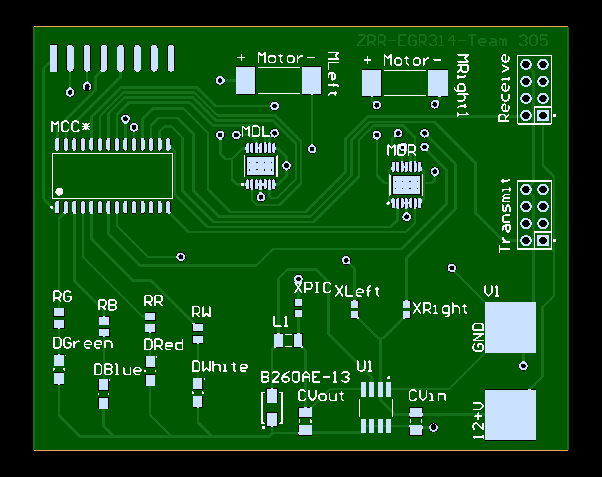 ZRR-EGR314-Team 305
+ Motor-
MLeft
+ Motor-
MRight1
Receive
MCC*
MDL
MDR
Transmit
XPIC
XLeft
XRight
V1
GND
RG
RB
RR
RW
L1
DGreen
DBlue
DRed
DWhite
B260AE-13
U1
CVout
CVin
12+V